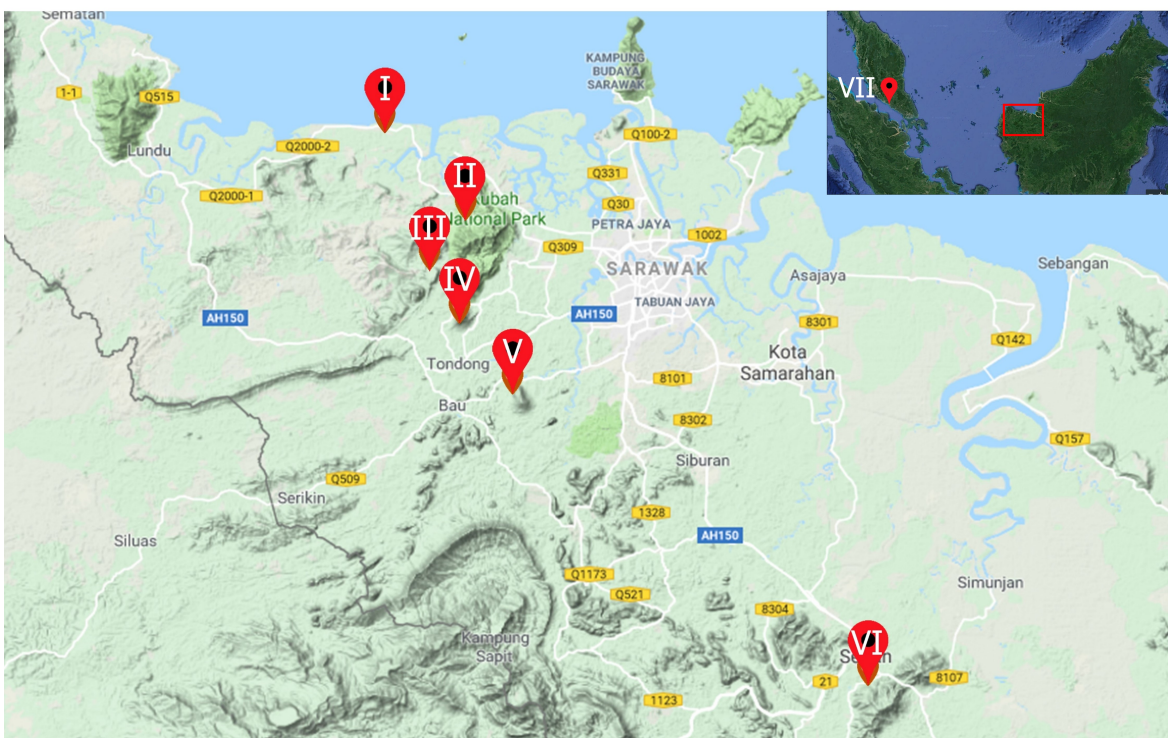 Sematan
1-1
Q515
I
KAMPUNG
BUDAYA
SARAWAK
VII
Q2000-2
Q100-2
Lundu
II
Q331
Q2000-1
Kubah
National Park
Q30
III
PETRA JAYA
1002
Q309
SARAWAK
Sebangan
IV
Asajaya
TABUAN JAYA
AH150
AH150
8301
Q142
V
Tondong
Kota
Samarahan
8101
Bau
8302
Q157
Siburan
Q509
Serikin
1328
Siluas
AH150
Q1173
Simunjan
Q521
8304
Kampung
Sapit
VI
21
8107
1123